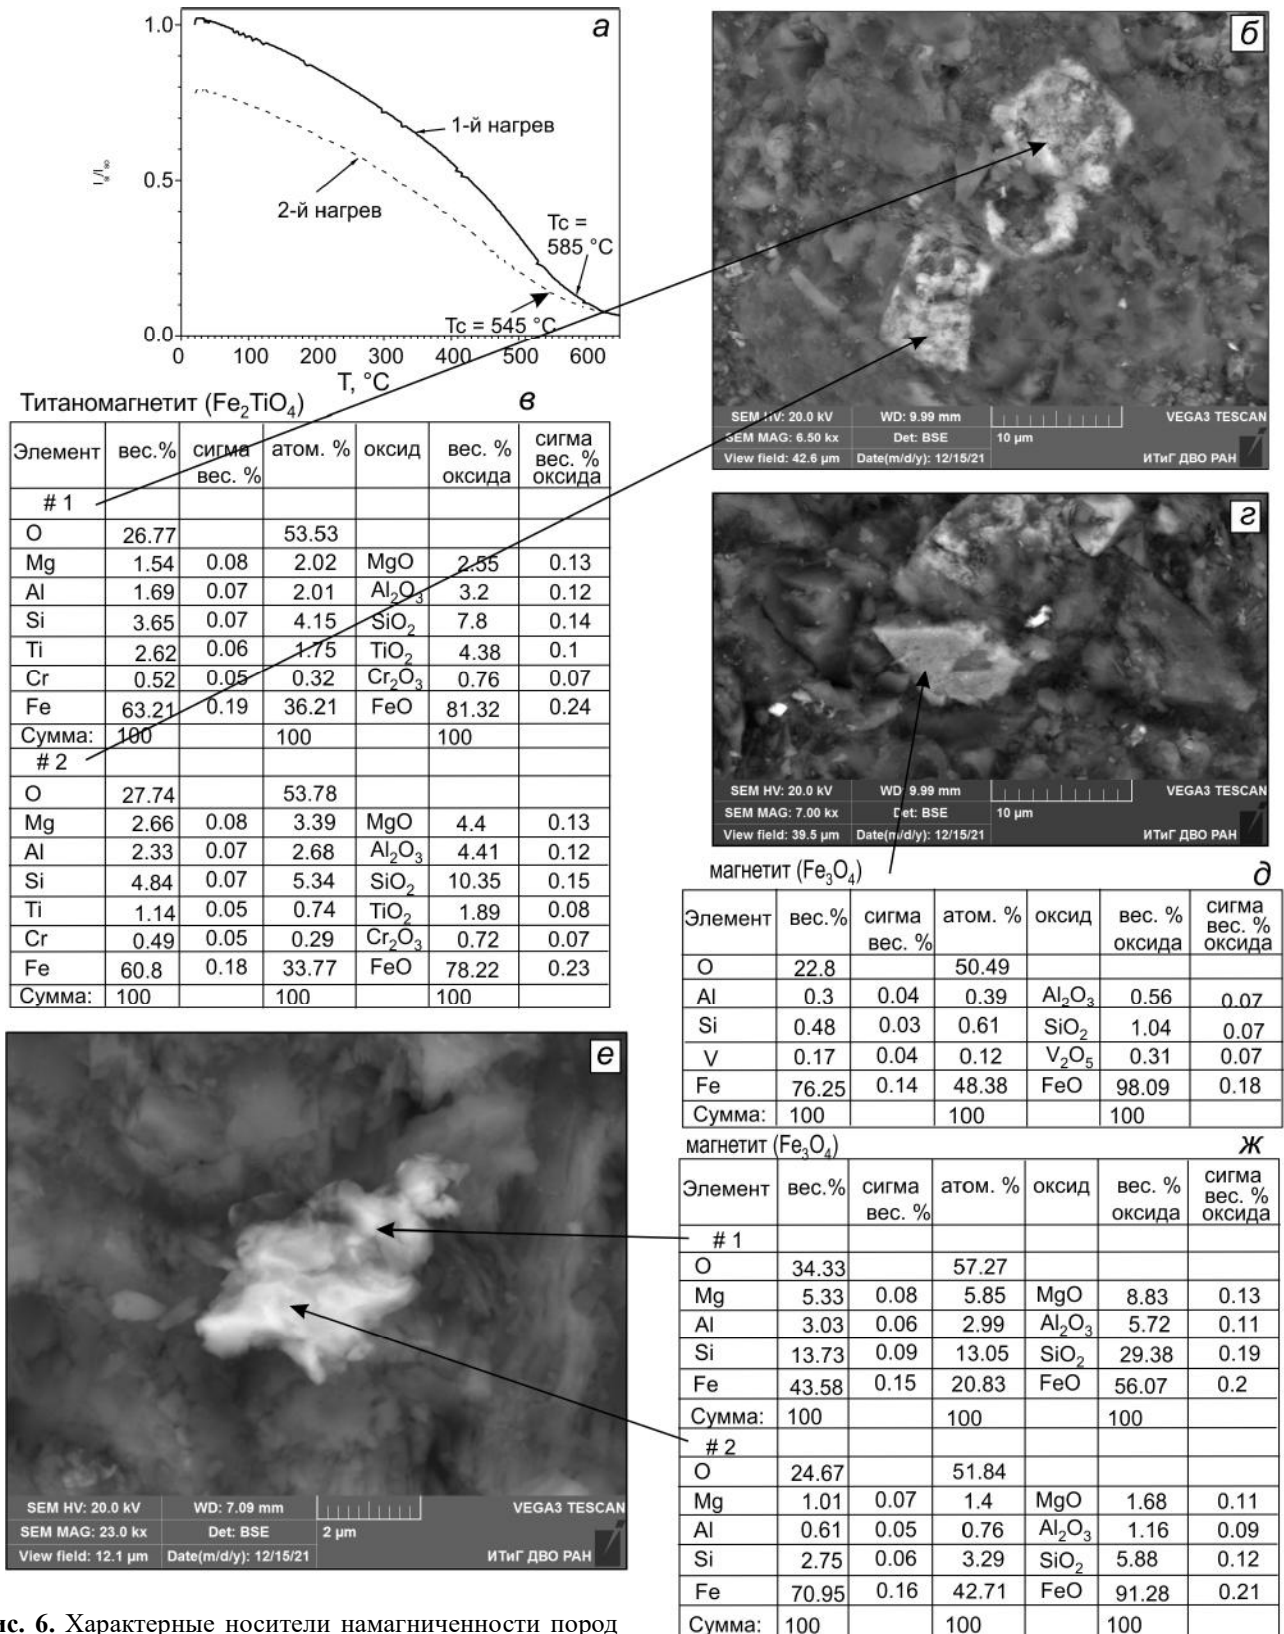 а
1.0
0.5
0.0
1-й нагрев
2-й нагрев
Tc =
585 °C
Tc = 545 °C
0 100 200 300 400 500 600
T, °C
б
SEM HV: 20.0 kV WD: 9.99 mm VEGA3 TESCAN
SEM MAG: 6.50 kx Det: BSE 10 µm
View field: 42.6 µm Date(m/d/y): 12/15/21 ИТиГ ДВО РАН
Титаномагнетит (Fe₂TiO₄) в
Элемент вес.% сигма вес. % атом. % оксид вес. % оксида сигма вес. % оксида
# 1
O 26.77 53.53
Mg 1.54 0.08 2.02 MgO 2.55 0.13
Al 1.69 0.07 2.01 Al₂O₃ 3.2 0.12
Si 3.65 0.07 4.15 SiO₂ 7.8 0.14
Ti 2.62 0.06 1.75 TiO₂ 4.38 0.1
Cr 0.52 0.05 0.32 Cr₂O₃ 0.76 0.07
Fe 63.21 0.19 36.21 FeO 81.32 0.24
Сумма: 100 100 100
# 2
O 27.74 53.78
Mg 2.66 0.08 3.39 MgO 4.4 0.13
Al 2.33 0.07 2.68 Al₂O₃ 4.41 0.12
Si 4.84 0.07 5.34 SiO₂ 10.35 0.15
Ti 1.14 0.05 0.74 TiO₂ 1.89 0.08
Cr 0.49 0.05 0.29 Cr₂O₃ 0.72 0.07
Fe 60.8 0.18 33.77 FeO 78.22 0.23
Сумма: 100 100 100
г
SEM HV: 20.0 kV WD: 9.99 mm VEGA3 TESCAN
SEM MAG: 7.00 kx Det: BSE 10 µm
View field: 39.5 µm Date(m/d/y): 12/15/21 ИТиГ ДВО РАН
магнетит (Fe₃O₄) д
Элемент вес.% сигма вес. % атом. % оксид вес. % оксида сигма вес. % оксида
O 22.8 50.49
Al 0.3 0.04 0.39 Al₂O₃ 0.56 0.07
Si 0.48 0.03 0.61 SiO₂ 1.04 0.07
V 0.17 0.04 0.12 V₂O₅ 0.31 0.07
Fe 76.25 0.14 48.38 FeO 98.09 0.18
Сумма: 100 100 100
е
SEM HV: 20.0 kV WD: 7.09 mm VEGA3 TESCAN
SEM MAG: 23.0 kx Det: BSE 2 µm
View field: 12.1 µm Date(m/d/y): 12/15/21 ИТиГ ДВО РАН
магнетит (Fe₃O₄) ж
Элемент вес.% сигма вес. % атом. % оксид вес. % оксида сигма вес. % оксида
# 1
O 34.33 57.27
Mg 5.33 0.08 5.85 MgO 8.83 0.13
Al 3.03 0.06 2.99 Al₂O₃ 5.72 0.11
Si 13.73 0.09 13.05 SiO₂ 29.38 0.19
Fe 43.58 0.15 20.83 FeO 56.07 0.2
Сумма: 100 100 100
# 2
O 24.67 51.84
Mg 1.01 0.07 1.4 MgO 1.68 0.11
Al 0.61 0.05 0.76 Al₂O₃ 1.16 0.09
Si 2.75 0.06 3.29 SiO₂ 5.88 0.12
Fe 70.95 0.16 42.71 FeO 91.28 0.21
Сумма: 100 100 100
ис. 6. Характерные носители намагниченности пород